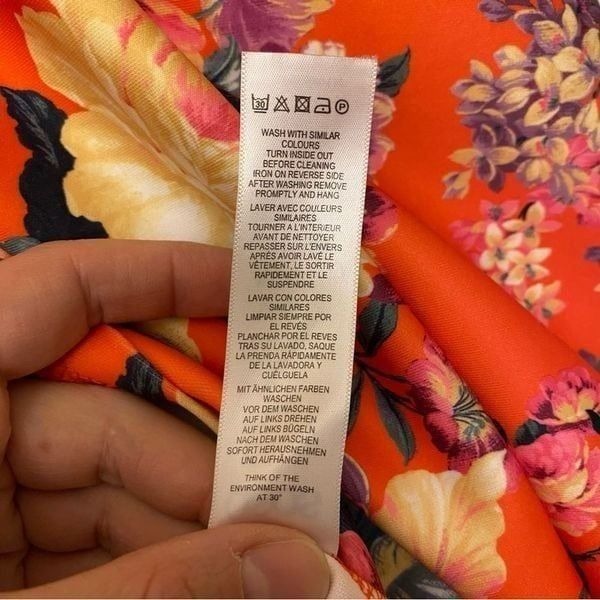 30 P
WASH WITH SIMILAR
COLOURS
TURN INSIDE OUT
BEFORE CLEANING
IRON ON REVERSE SIDE
AFTER WASHING REMOVE
PROMPTLY AND HANG
LAVER AVEC COULEURS
SIMILAIRES
TOURNER A L'INTERIEUR
AVANT DE NETTOYER
REPASSER SUR L'ENVERS
APRÉS AVOIR LAVÉ LE
VÊTEMENT, LE SORTIR
RAPIDEMENT ET LE
SUSPENDRE
LAVAR CON COLORES
SIMILARES
LIMPIAR SIEMPRE POR
EL REVÉS
PLANCHAR POR EL REVES
TRAS SU LAVADO, SAQUE
LA PRENDA RÁPIDAMENTE
DE LA LAVADORA Y
CUÉLGUELA
MIT ÄHNLICHEN FARBEN
WASCHEN
VOR DEM WASCHEN
AUF LINKS DREHEN
AUF LINKS BÜGELN
NACH DEM WASCHEN
SOFORT HERAUSNEHMEN
UND AUFHÄNGEN
THINK OF THE
ENVIRONMENT WASH
AT 30°